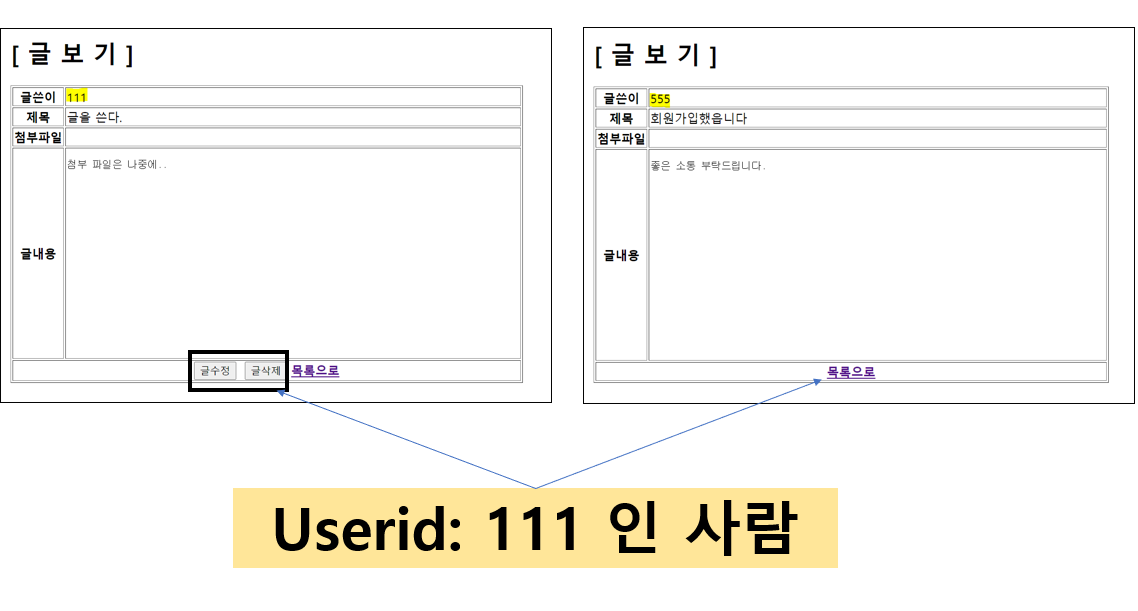 [ 글 보 기 ]
글쓴이 111
제목 글을 쓴다.
첨부파일
글내용 첨부 파일은 나중에..
글수정 글삭제 목록으로
[ 글 보 기 ]
글쓴이 555
제목 회원가입했읍니다
첨부파일
글내용 좋은 소통 부탁드립니다.
목록으로
Userid: 111 인 사람